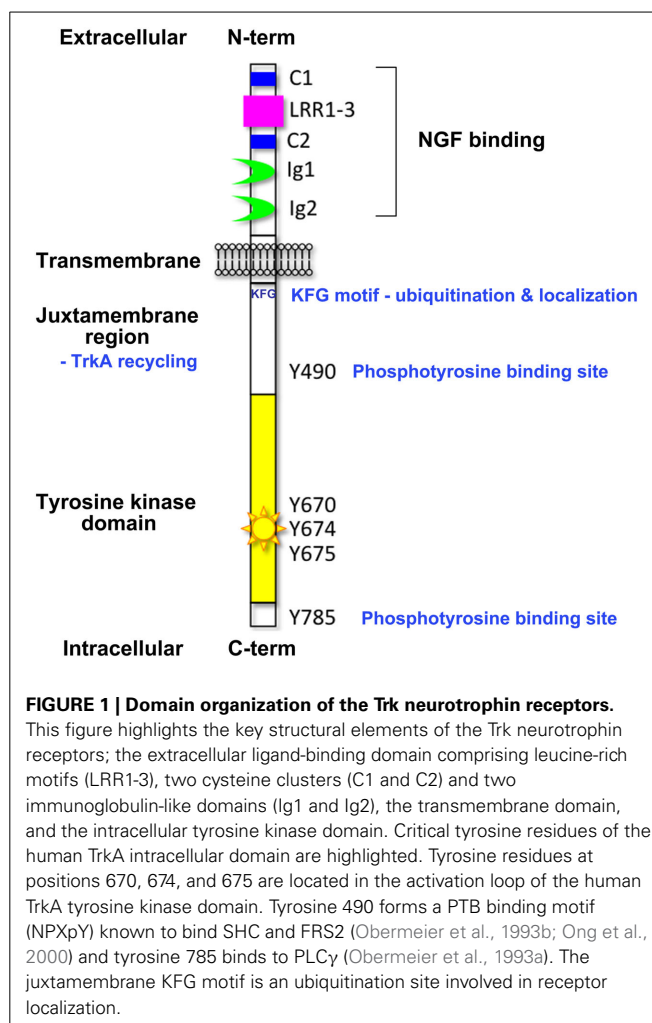 Extracellular N-term
C1
LRR1-3
C2
NGF binding
Ig1
Ig2
Transmembrane
KFG KFG motif - ubiquitination & localization
Juxtamembrane
region
- TrkA recycling
Y490 Phosphotyrosine binding site
Tyrosine kinase
domain
Y670
Y674
Y675
Y785 Phosphotyrosine binding site
Intracellular C-term
FIGURE 1 | Domain organization of the Trk neurotrophin receptors.
This figure highlights the key structural elements of the Trk neurotrophin
receptors; the extracellular ligand-binding domain comprising leucine-rich
motifs (LRR1-3), two cysteine clusters (C1 and C2) and two
immunoglobulin-like domains (Ig1 and Ig2), the transmembrane domain,
and the intracellular tyrosine kinase domain. Critical tyrosine residues of the
human TrkA intracellular domain are highlighted. Tyrosine residues at
positions 670, 674, and 675 are located in the activation loop of the human
TrkA tyrosine kinase domain. Tyrosine 490 forms a PTB binding motif
(NPXpY) known to bind SHC and FRS2 (Obermeier et al., 1993b; Ong et al.,
2000) and tyrosine 785 binds to PLCγ (Obermeier et al., 1993a). The
juxtamembrane KFG motif is an ubiquitination site involved in receptor
localization.